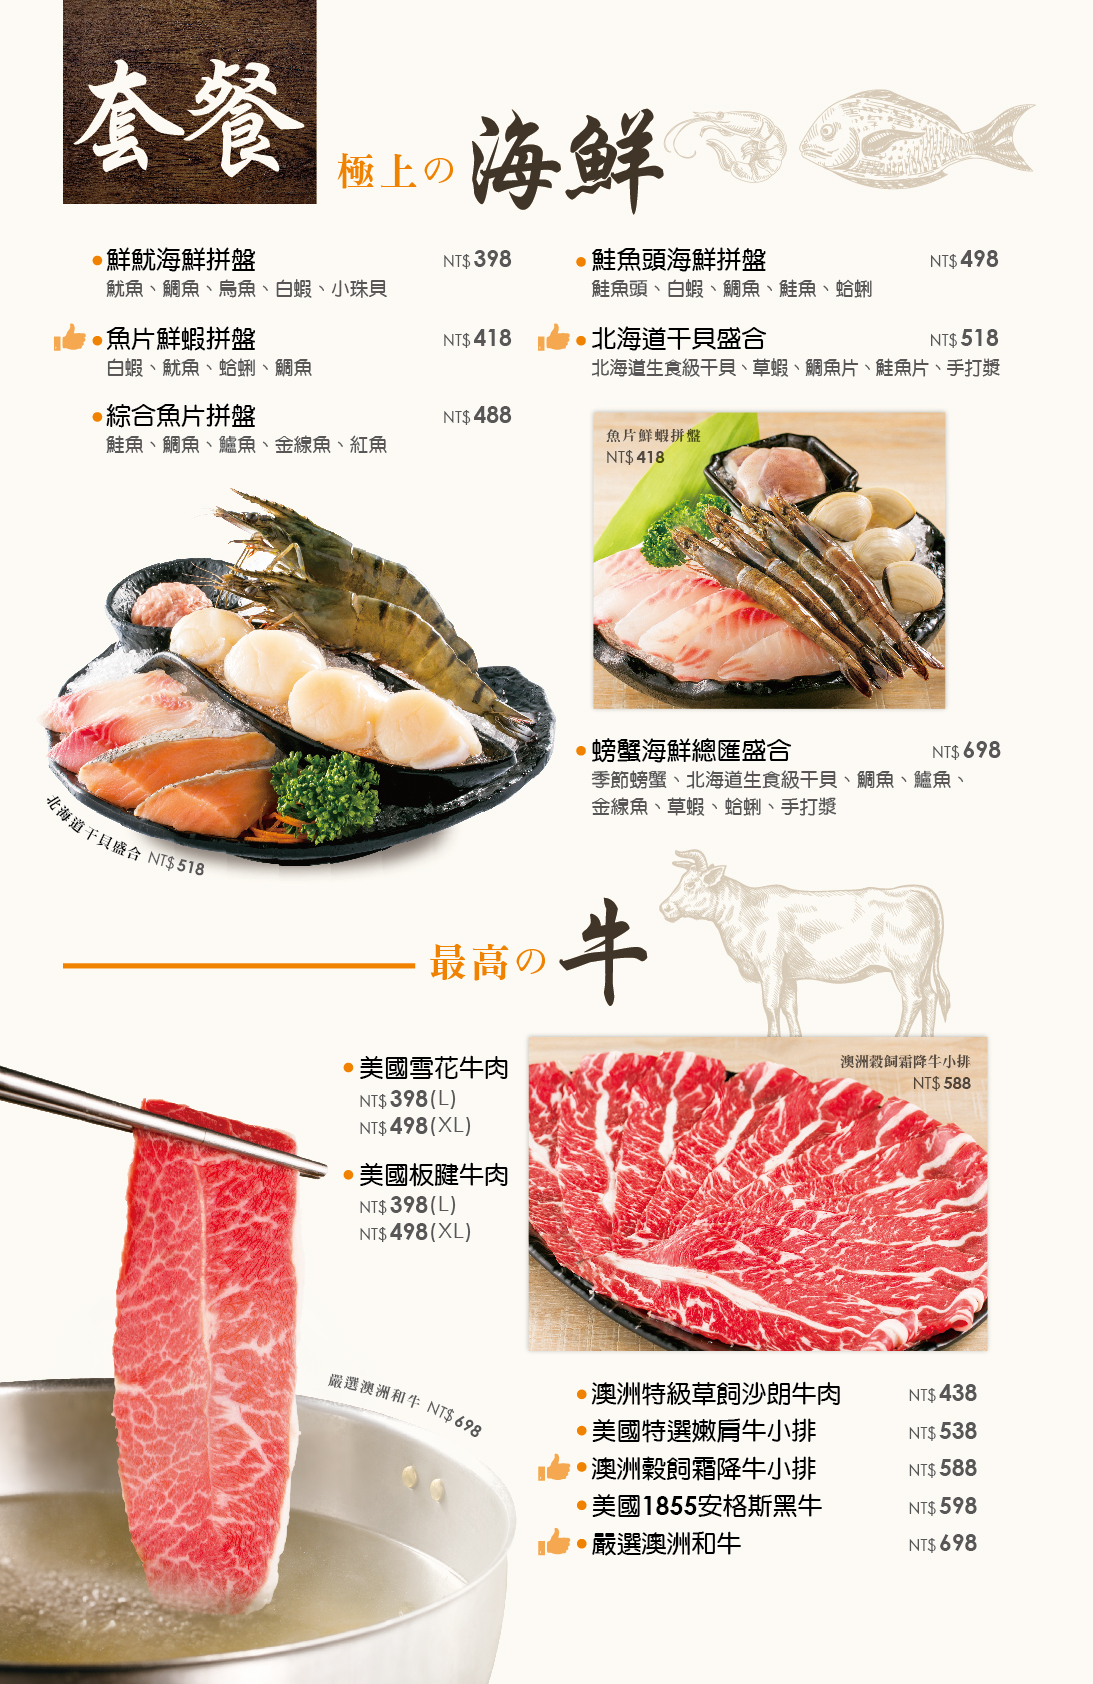 套餐
極上の海鮮
鮮魷海鮮拼盤 NT$398
魷魚、鯛魚、烏魚、白蝦、小珠貝
魚片鮮蝦拼盤 NT$418
白蝦、魷魚、蛤蜊、鯛魚
綜合魚片拼盤 NT$488
鮭魚、鯛魚、鱸魚、金線魚、紅魚
鮭魚頭海鮮拼盤 NT$498
鮭魚頭、白蝦、鯛魚、鮭魚、蛤蜊
北海道干貝盛合 NT$518
北海道生食級干貝、草蝦、鯛魚片、鮭魚片、手打漿
魚片鮮蝦拼盤
NT$418
北海道干貝盛合 NT$518
螃蟹海鮮總匯盛合 NT$698
季節螃蟹、北海道生食級干貝、鯛魚、鱸魚、
金線魚、草蝦、蛤蜊、手打漿
最高の牛
美國雪花牛肉
NT$398(L)
NT$498(XL)
美國板腱牛肉
NT$398(L)
NT$498(XL)
澳洲穀飼霜降牛小排
NT$588
嚴選澳洲和牛 NT$698
澳洲特級草飼沙朗牛肉 NT$438
美國特選嫩肩牛小排 NT$538
澳洲穀飼霜降牛小排 NT$588
美國1855安格斯黑牛 NT$598
嚴選澳洲和牛 NT$698